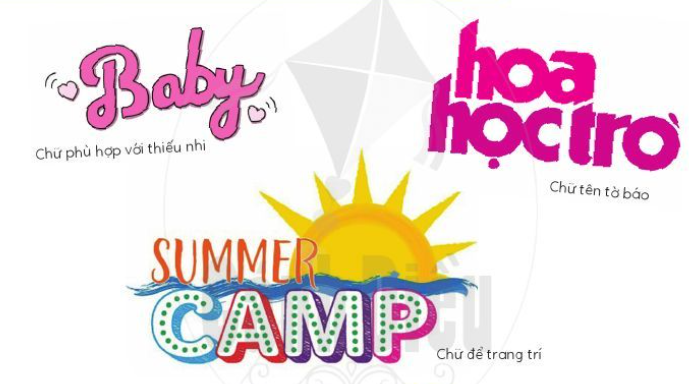 Baby
Chữ phù hợp với thiếu nhi
hoa
học trò
Chữ tên tờ báo
SUMMER
CAMP
Chữ để trang trí